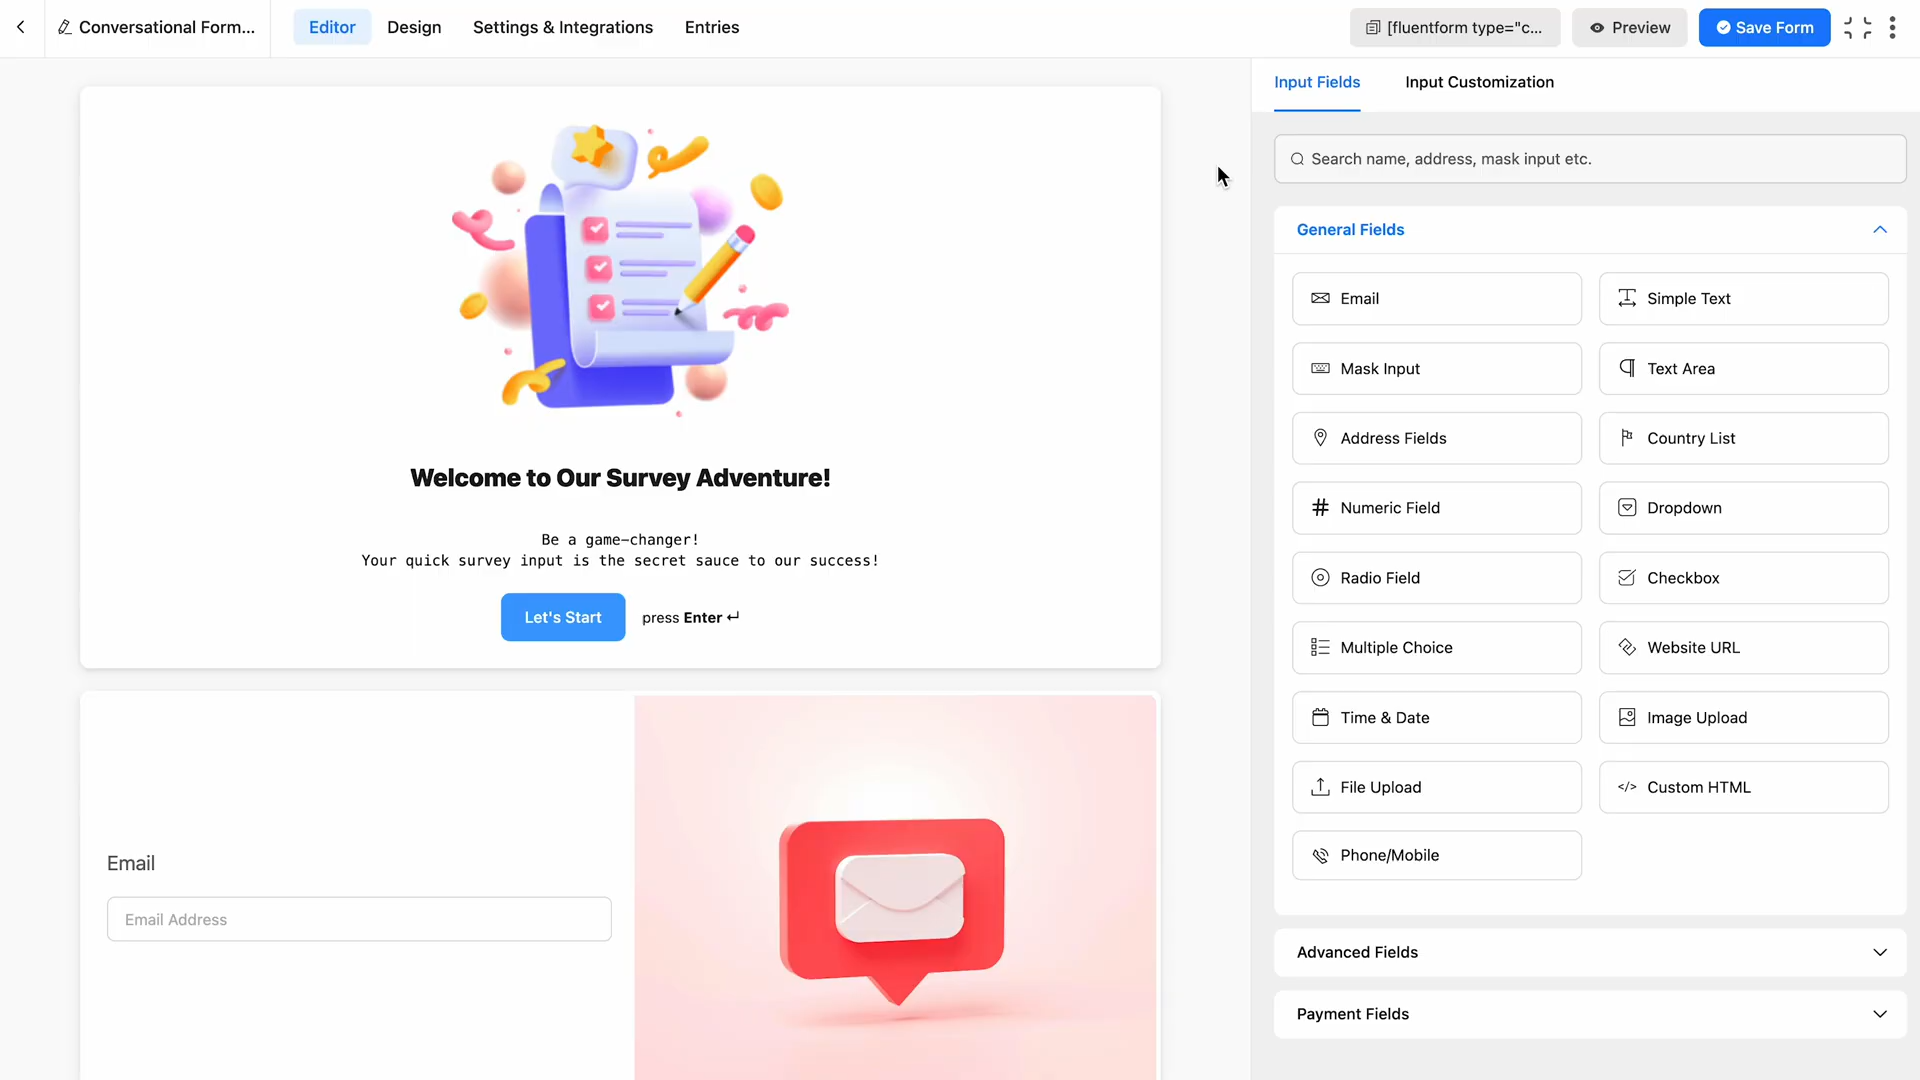 Conversational Form...
Editor
Design
Settings & Integrations
Entries
[fluentform type="c...
Preview
Save Form
Input Fields
Input Customization
Search name, address, mask input etc.
General Fields
Email
Simple Text
Mask Input
Text Area
Address Fields
Country List
Numeric Field
Dropdown
Radio Field
Checkbox
Multiple Choice
Website URL
Time & Date
Image Upload
File Upload
Custom HTML
Phone/Mobile
Advanced Fields
Payment Fields
Welcome to Our Survey Adventure!
Be a game-changer!
Your quick survey input is the secret sauce to our success!
Let's Start
press Enter ↵
Email
Email Address